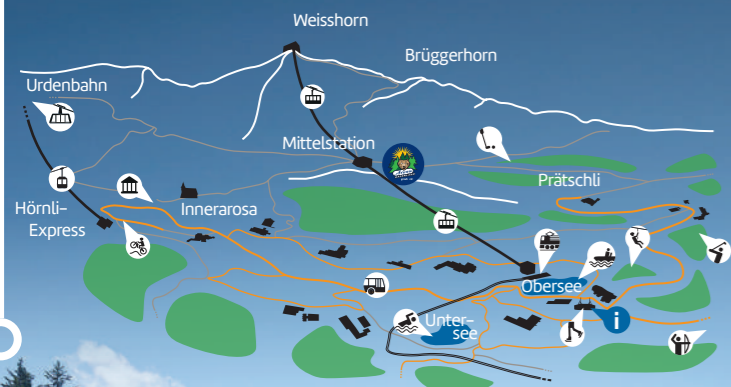 Weisshorn
Brüggerhorn
Urdenbahn
Mittelstation
Prätschli
Innerarosa
Hörnli-
Express
Obersee
Unter-
see
i